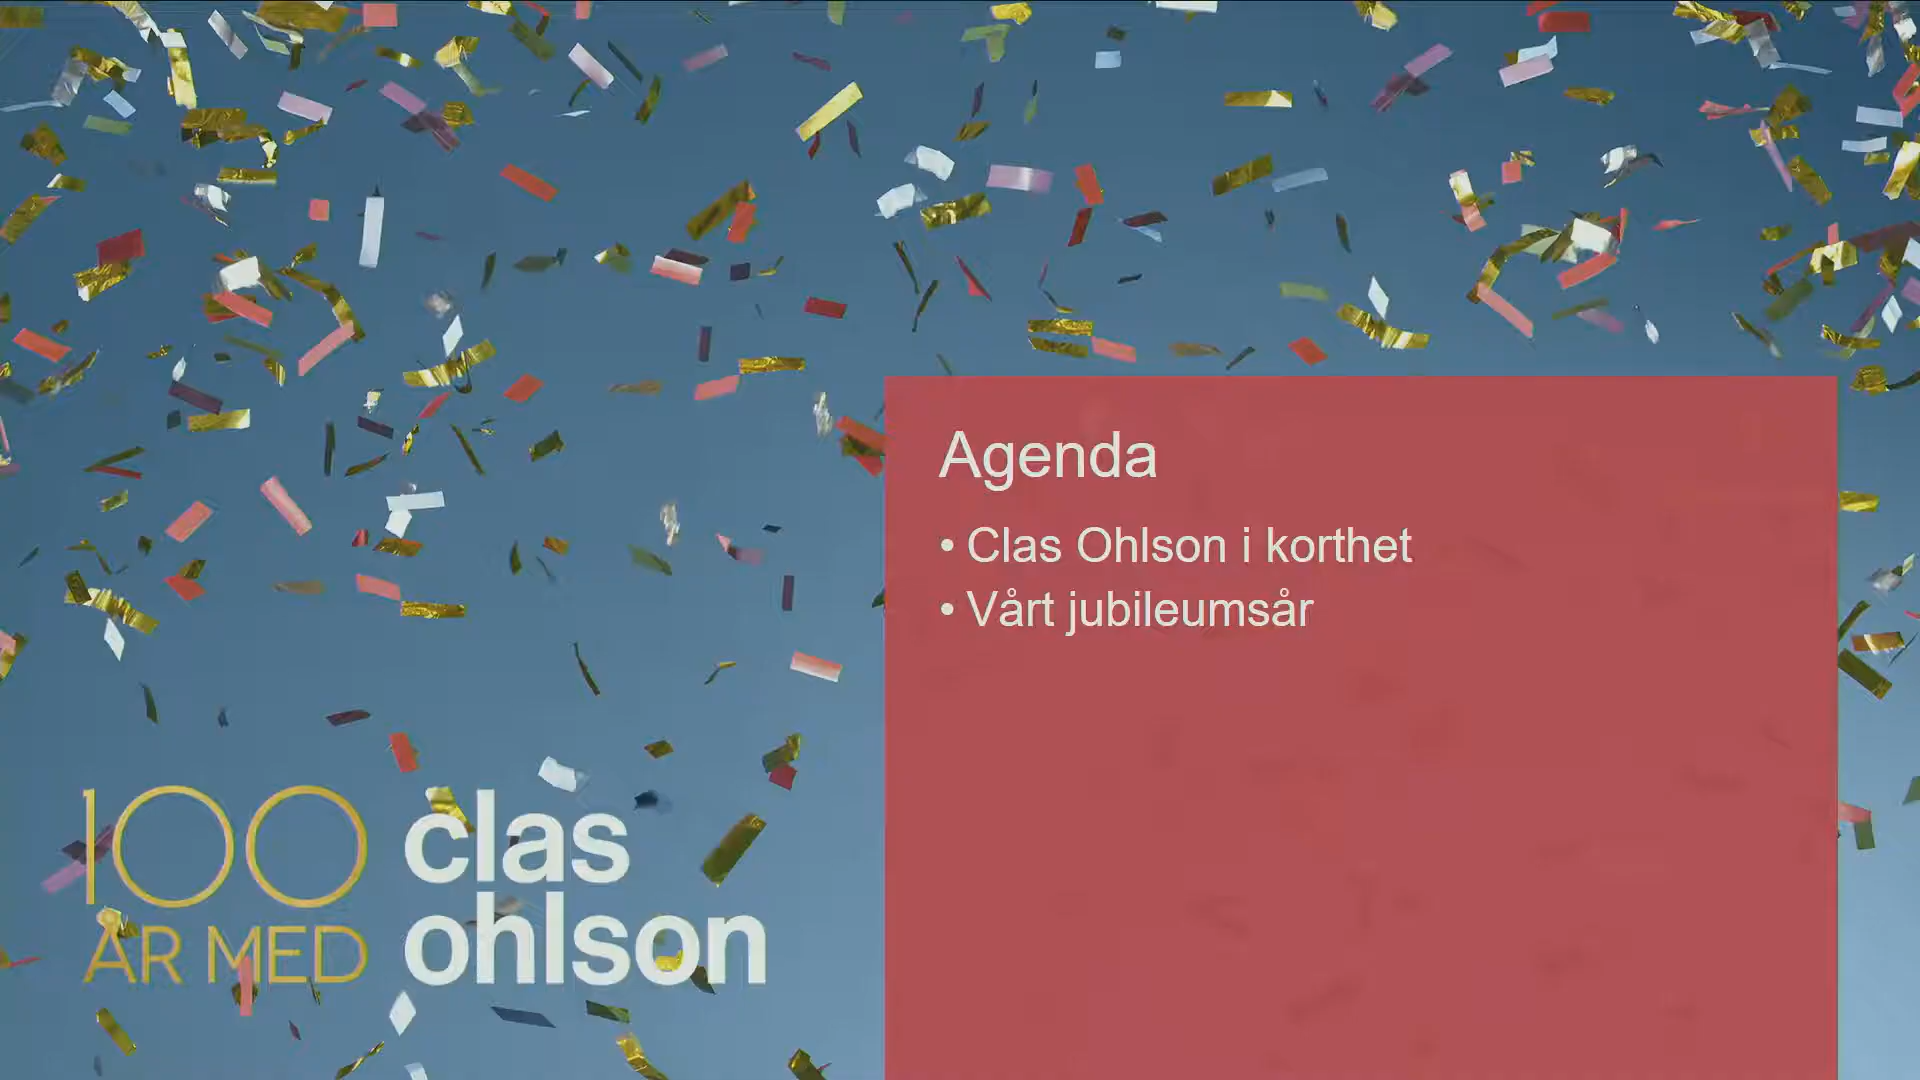 Agenda
• Clas Ohlson i korthet
• Vårt jubileumsår
100 clas
ÅR MED ohlson